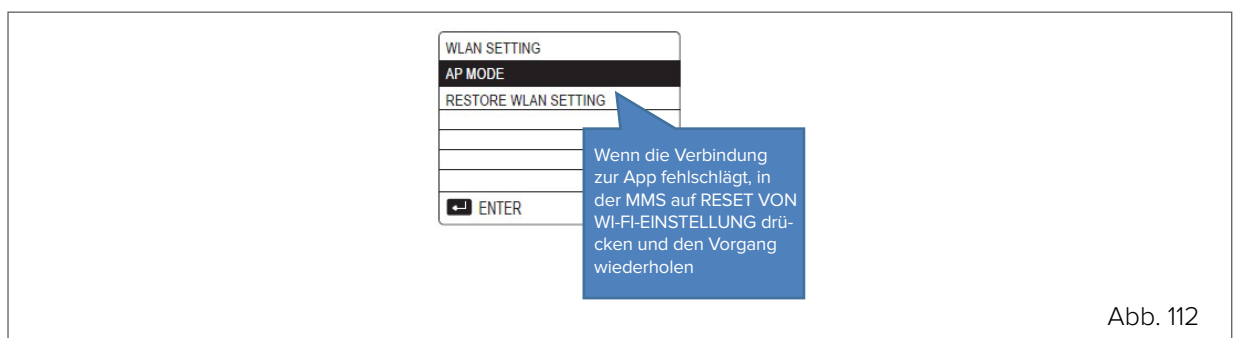 WLAN SETTING
AP MODE
RESTORE WLAN SETTING
Wenn die Verbindung
zur App fehlschlägt, in
der MMS auf RESET VON
WI-FI-EINSTELLUNG drü-
cken und den Vorgang
wiederholen
ENTER
Abb. 112